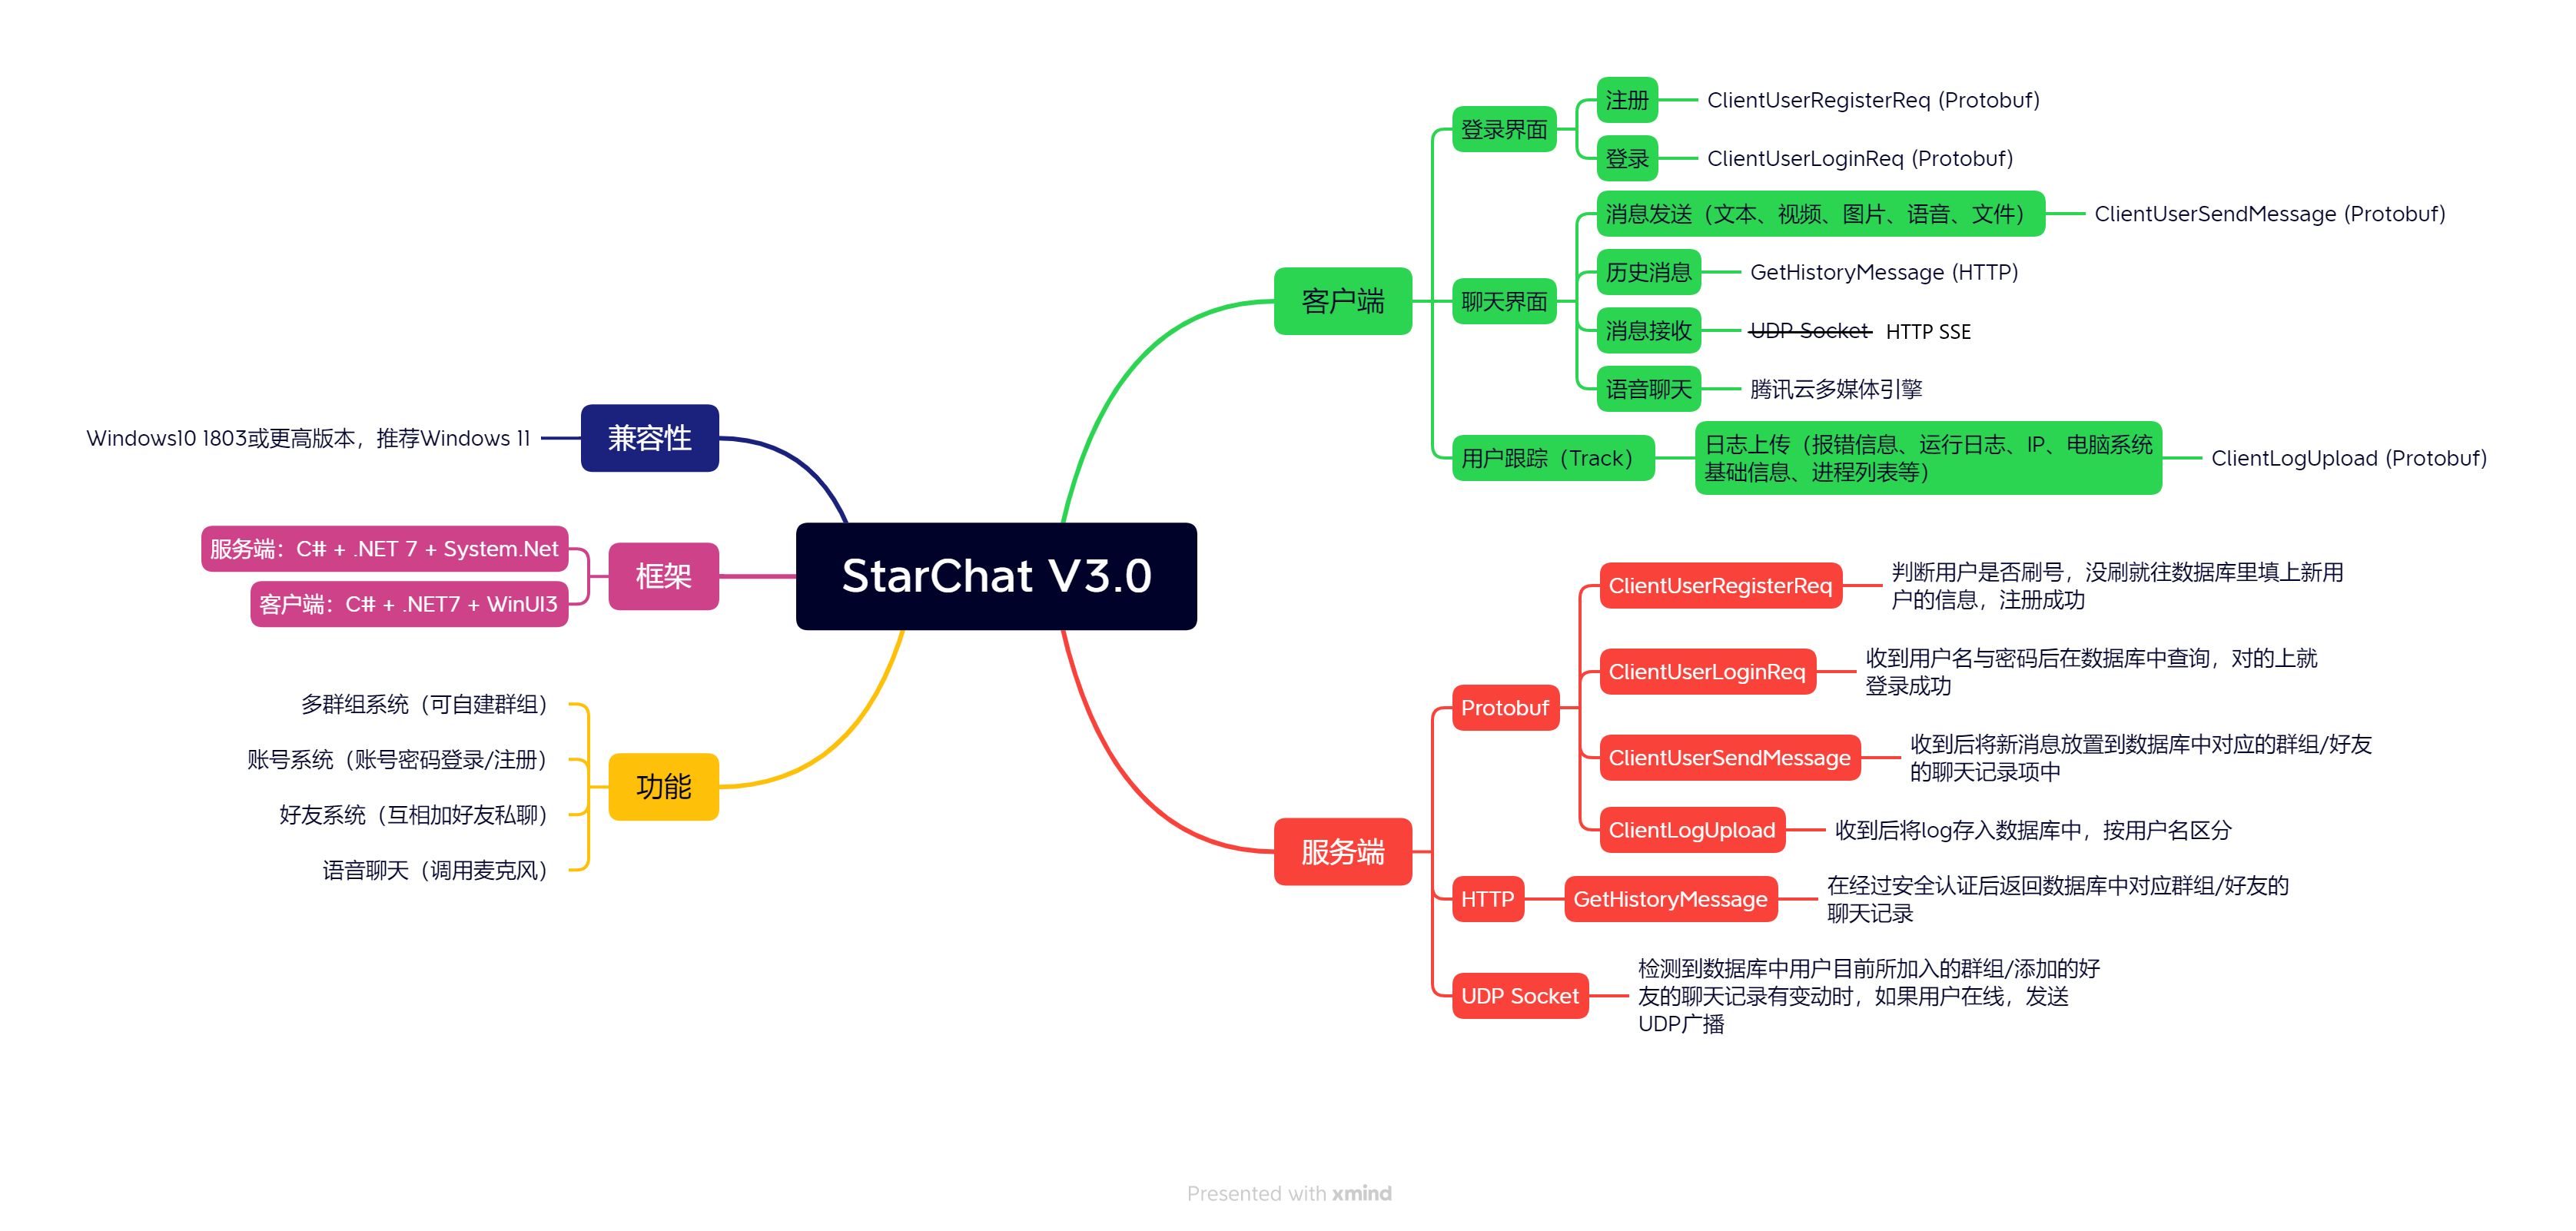 StarChat V3.0
客户端
登录界面
注册
ClientUserRegisterReq (Protobuf)
登录
ClientUserLoginReq (Protobuf)
聊天界面
消息发送（文本、视频、图片、语音、文件）
ClientUserSendMessage (Protobuf)
历史消息
GetHistoryMessage (HTTP)
消息接收
UDP Socket HTTP SSE
语音聊天
腾讯云多媒体引擎
用户跟踪（Track）
日志上传（报错信息、运行日志、IP、电脑系统
基础信息、进程列表等）
ClientLogUpload (Protobuf)
服务端
Protobuf
ClientUserRegisterReq
判断用户是否刷号，没刷就往数据库里填上新用
户的信息，注册成功
ClientUserLoginReq
收到用户名与密码后在数据库中查询，对的上就
登录成功
ClientUserSendMessage
收到后将新消息放置到数据库中对应的群组/好友
的聊天记录项中
ClientLogUpload
收到后将log存入数据库中，按用户名区分
HTTP
GetHistoryMessage
在经过安全认证后返回数据库中对应群组/好友的
聊天记录
UDP Socket
检测到数据库中用户目前所加入的群组/添加的好
友的聊天记录有变动时，如果用户在线，发送
UDP广播
兼容性
Windows10 1803或更高版本，推荐Windows 11
框架
服务端：C# + .NET 7 + System.Net
客户端：C# + .NET7 + WinUI3
功能
多群组系统（可自建群组）
账号系统（账号密码登录/注册）
好友系统（互相加好友私聊）
语音聊天（调用麦克风）
Presented with xmind